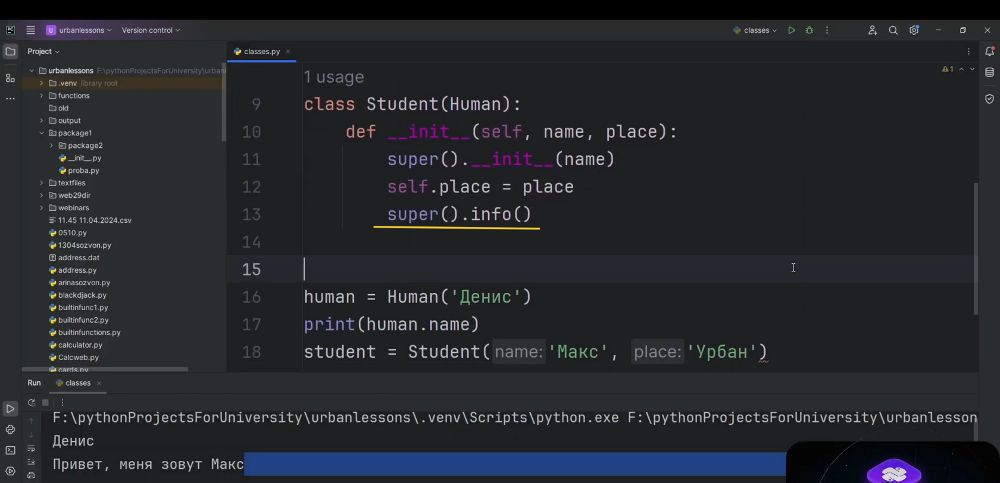 PC
U urbanlessons
Version control
classes
Project
classes.py
urbanlessons F:\pythonProjectsForUniversity\urban
.venv library root
functions
old
output
package1
package2
__init__.py
proba.py
textfiles
web29dir
webinars
11.45 11.04.2024.csv
0510.py
1304sozvon.py
address.dat
address.py
arinasozvon.py
blackdjack.py
builtinfunc1.py
builtinfunc2.py
builtinfunctions.py
calculator.py
Calcweb.py
cards.py
1
1 usage
9 class Student(Human):
10 def __init__(self, name, place):
11 super().__init__(name)
12 self.place = place
13 super().info()
14
15
16 human = Human('Денис')
17 print(human.name)
18 student = Student(name: 'Макс', place: 'Урбан')
Run classes
F:\pythonProjectsForUniversity\urbanlessons\.venv\Scripts\python.exe F:\pythonProjectsForUniversity\urbanlesson
Денис
Привет, меня зовут Макс